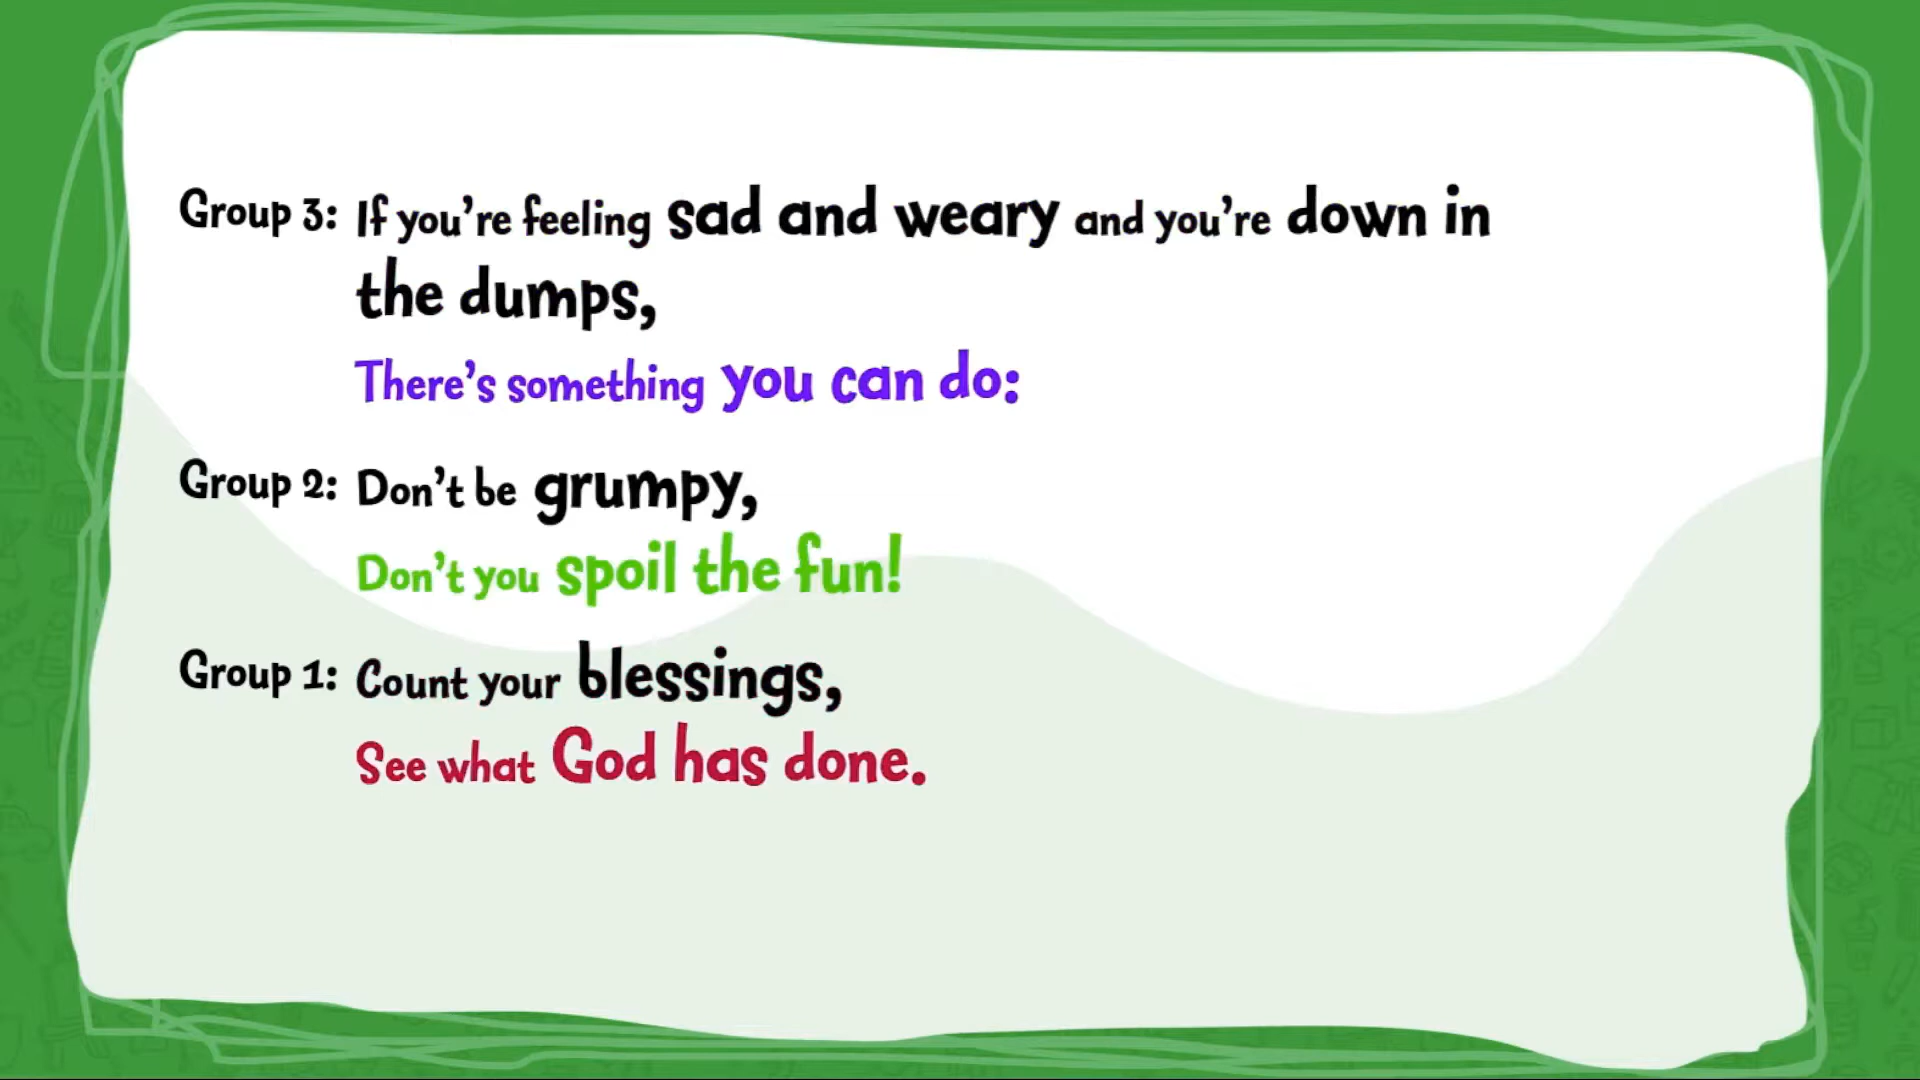 Group 3: If you're feeling sad and weary and you're down in
the dumps,
There's something you can do:
Group 2: Don't be grumpy,
Don't you spoil the fun!
Group 1: Count your blessings,
See what God has done.